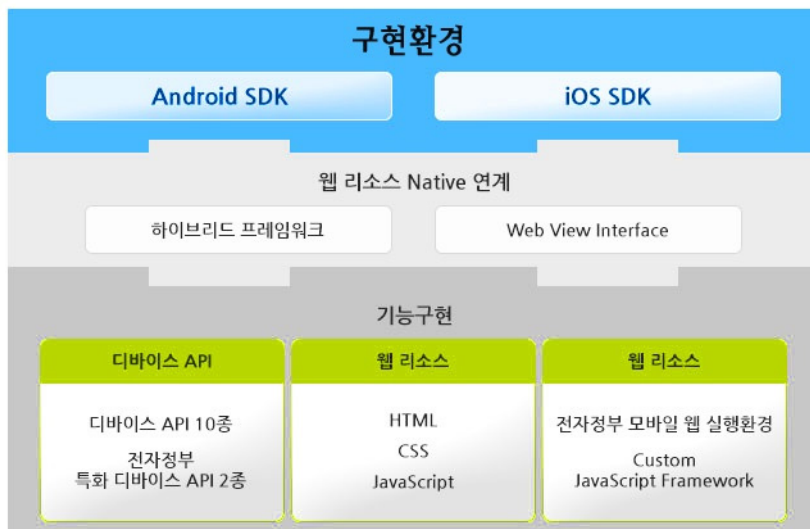 구현환경
Android SDK
iOS SDK
웹 리소스 Native 연계
하이브리드 프레임워크
Web View Interface
기능구현
디바이스 API
디바이스 API 10종
전자정부
특화 디바이스 API 2종
웹 리소스
HTML
CSS
JavaScript
웹 리소스
전자정부 모바일 웹 실행환경
Custom
JavaScript Framework